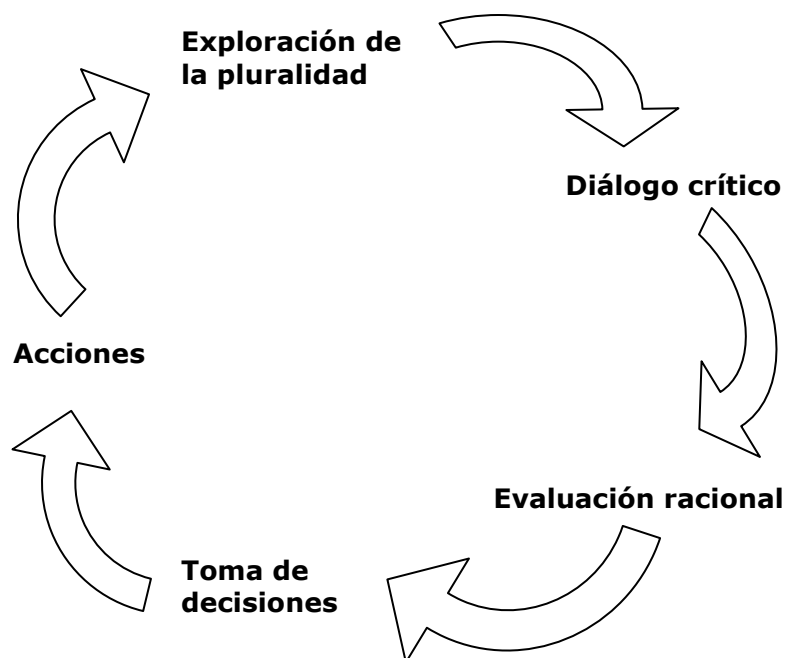 Exploración de
la pluralidad
Diálogo crítico
Evaluación racional
Toma de
decisiones
Acciones